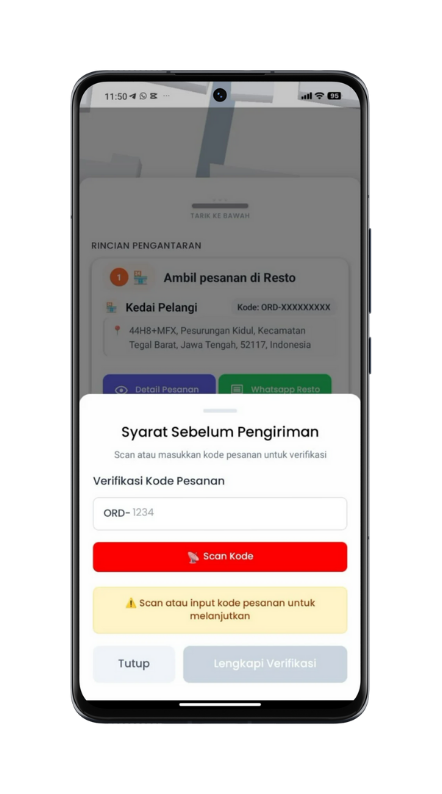 11:50
95
TARIK KE BAWAH
RINCIAN PENGANTARAN
1 Ambil pesanan di Resto
Kedai Pelangi
Kode: ORD-XXXXXXXXX
44H8+MFX, Pesurungan Kidul, Kecamatan
Tegal Barat, Jawa Tengah, 52117, Indonesia
Detail Pesanan
Whatsapp Resto
Syarat Sebelum Pengiriman
Scan atau masukkan kode pesanan untuk verifikasi
Verifikasi Kode Pesanan
ORD- 1234
Scan Kode
Scan atau input kode pesanan untuk
melanjutkan
Tutup
Lengkapi Verifikasi